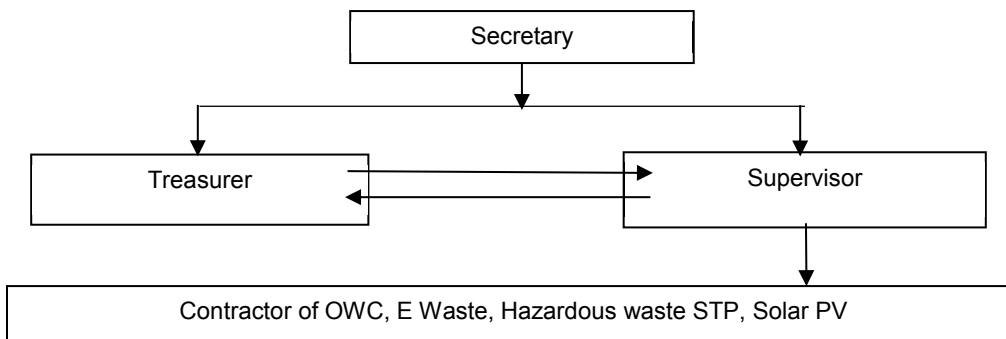 Secretary
Treasurer
Supervisor
Contractor of OWC, E Waste, Hazardous waste STP, Solar PV